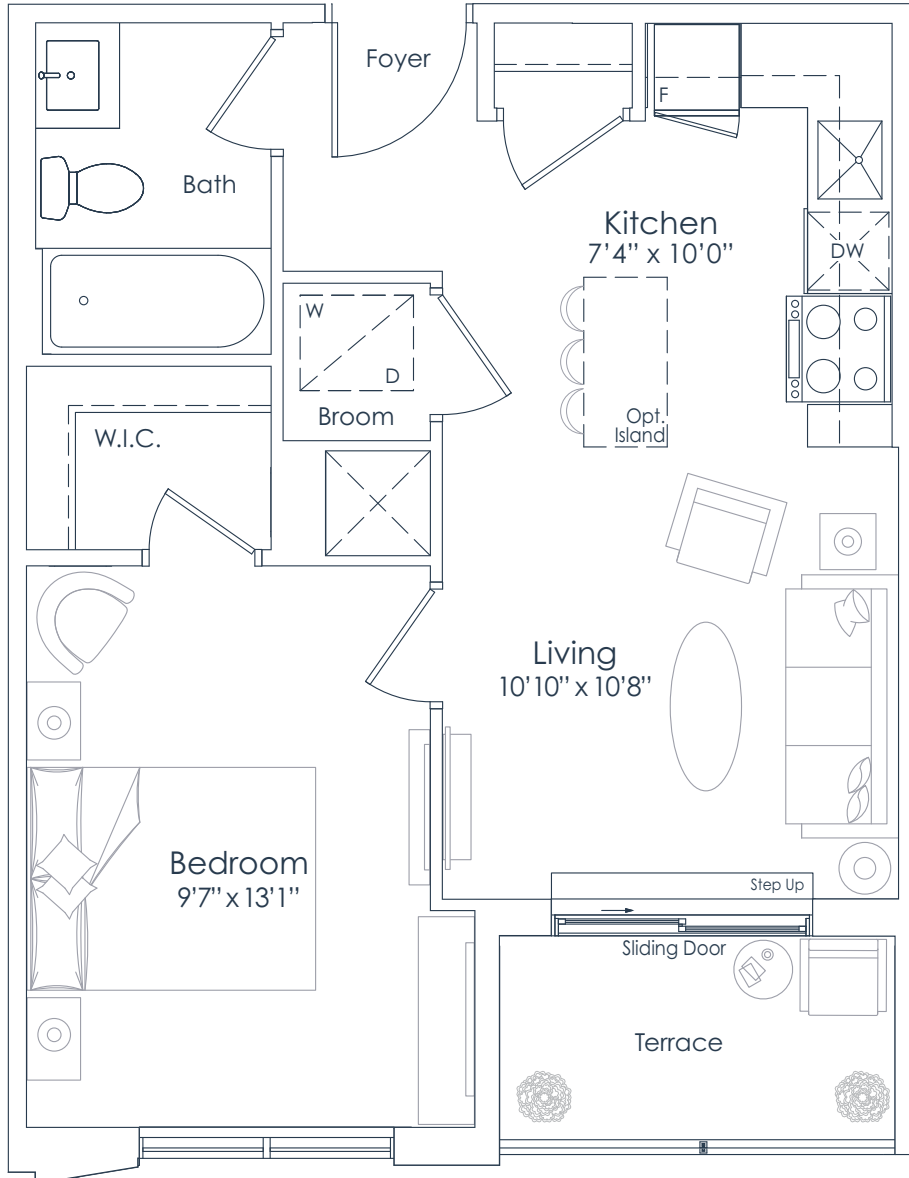 Foyer
F
Bath
Kitchen
7’4” x 10’0”
DW
W
D
Broom
Opt.
Island
W.I.C.
Living
10’10” x 10’8”
Bedroom
9’7” x 13’1”
Step Up
Sliding Door
Terrace